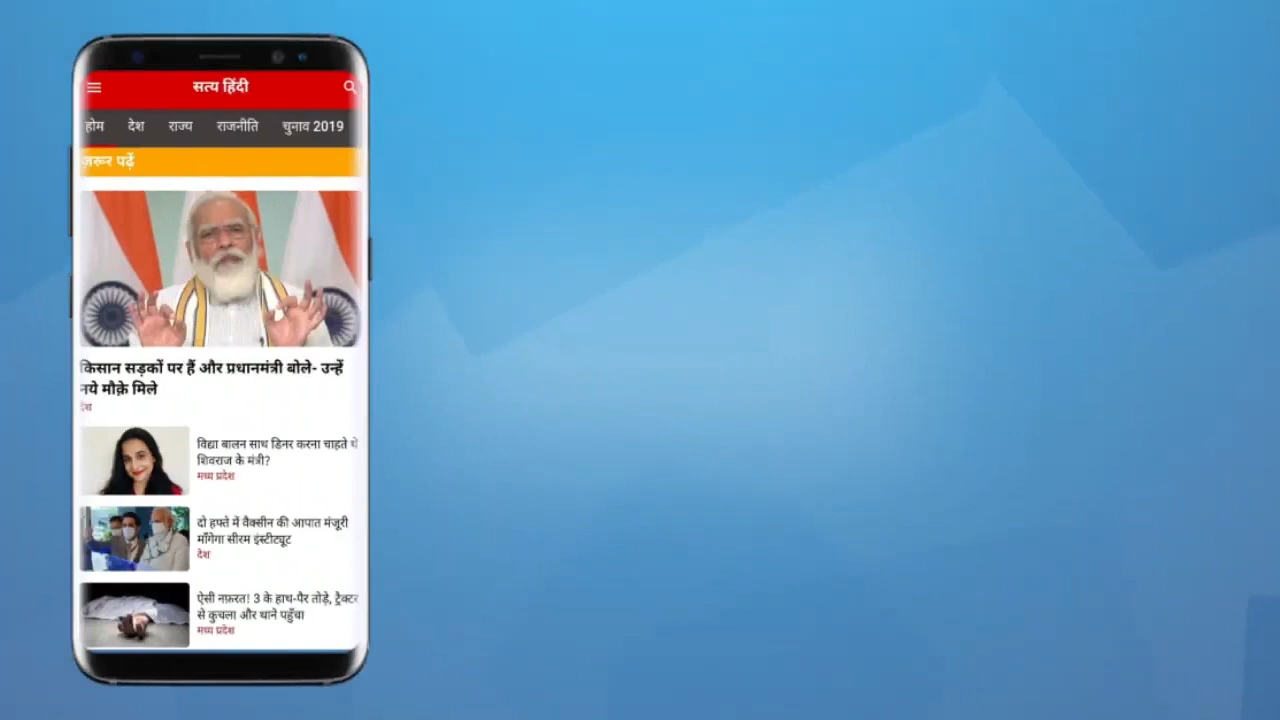 सत्य हिंदी
होम देश राज्य राजनीति चुनाव 2019
ज़रूर पढ़ें
किसान सड़कों पर हैं और प्रधानमंत्री बोले- उन्हें
नये मौक़े मिले
देश
विद्या बालन साथ डिनर करना चाहते थे
शिवराज के मंत्री?
मध्य प्रदेश
दो हफ्ते में वैक्सीन की आपात मंजूरी
माँगेगा सीरम इंस्टीट्यूट
देश
ऐसी नफ़रत! 3 के हाथ-पैर तोड़े, ट्रैक्टर
से कुचला और थाने पहुँचा
मध्य प्रदेश